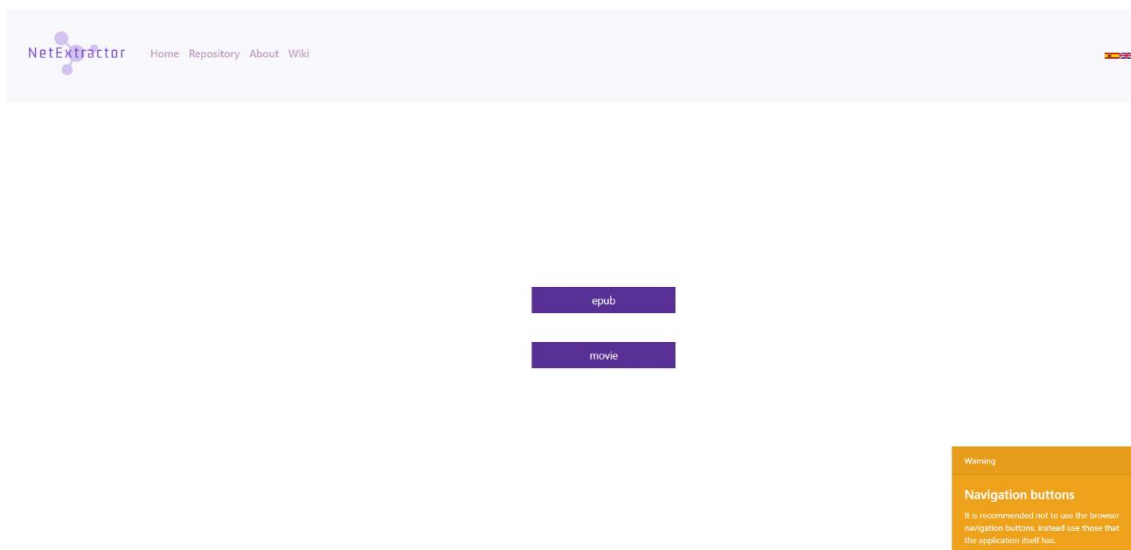 NetExtractor
Home Repository About Wiki
epub
movie
Warning
Navigation buttons
It is recommended not to use the browser
navigation buttons, instead use those that
the application itself has.